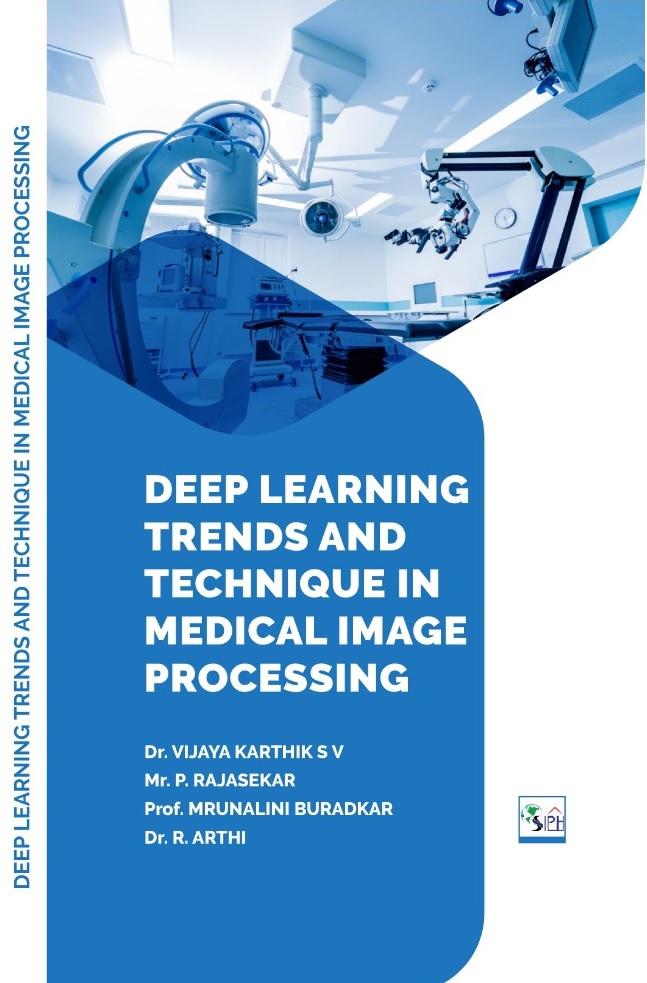 DEEP LEARNING TRENDS AND TECHNIQUE IN MEDICAL IMAGE PROCESSING
DEEP LEARNING
TRENDS AND
TECHNIQUE IN
MEDICAL IMAGE
PROCESSING
Dr. VIJAYA KARTHIK S V
Mr. P. RAJASEKAR
Prof. MRUNALINI BURADKAR
Dr. R. ARTHI
SIPH